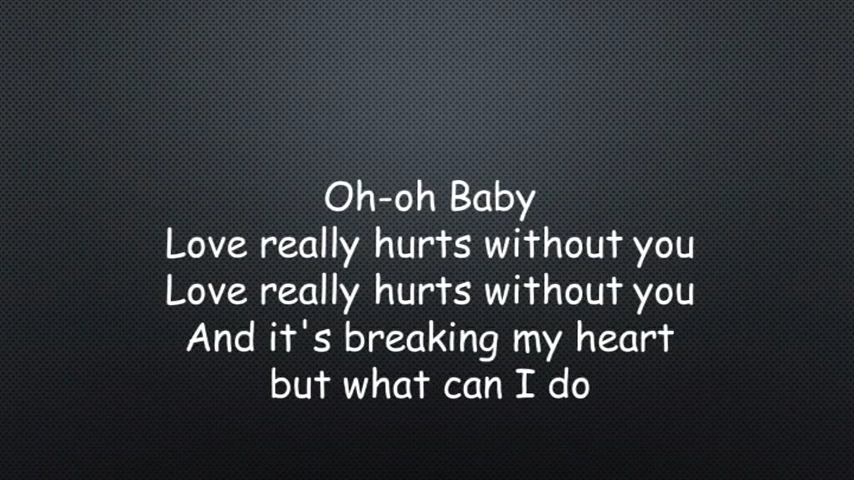 Oh-oh Baby
Love really hurts without you
Love really hurts without you
And it's breaking my heart
but what can I do